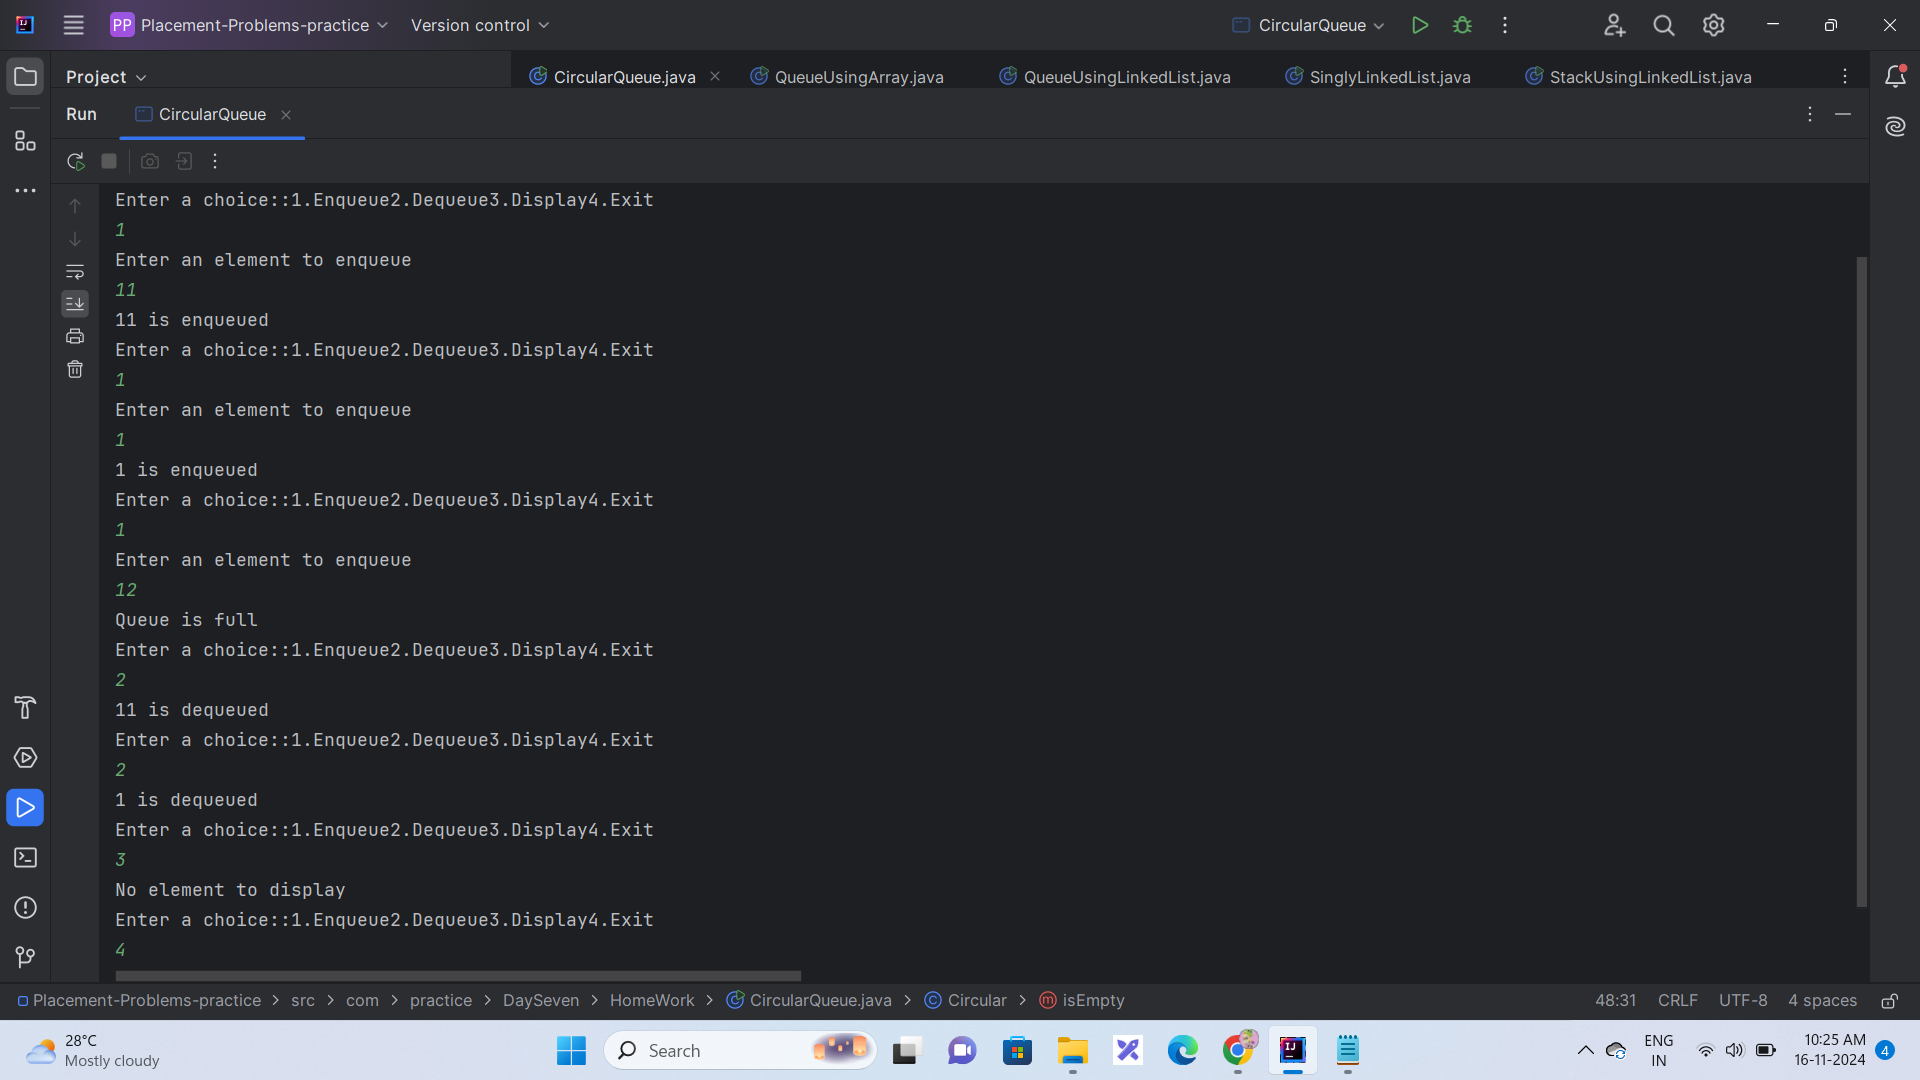 PP Placement-Problems-practice Version control CircularQueue
Project CircularQueue.java QueueUsingArray.java QueueUsingLinkedList.java SinglyLinkedList.java StackUsingLinkedList.java
Run CircularQueue
Enter a choice::1.Enqueue2.Dequeue3.Display4.Exit
1
Enter an element to enqueue
11
11 is enqueued
Enter a choice::1.Enqueue2.Dequeue3.Display4.Exit
1
Enter an element to enqueue
1
1 is enqueued
Enter a choice::1.Enqueue2.Dequeue3.Display4.Exit
1
Enter an element to enqueue
12
Queue is full
Enter a choice::1.Enqueue2.Dequeue3.Display4.Exit
2
11 is dequeued
Enter a choice::1.Enqueue2.Dequeue3.Display4.Exit
2
1 is dequeued
Enter a choice::1.Enqueue2.Dequeue3.Display4.Exit
3
No element to display
Enter a choice::1.Enqueue2.Dequeue3.Display4.Exit
4
Placement-Problems-practice > src > com > practice > DaySeven > HomeWork > CircularQueue.java > Circular > isEmpty 48:31 CRLF UTF-8 4 spaces
28°C
Mostly cloudy
Search
ENG
IN
10:25 AM
16-11-2024
4